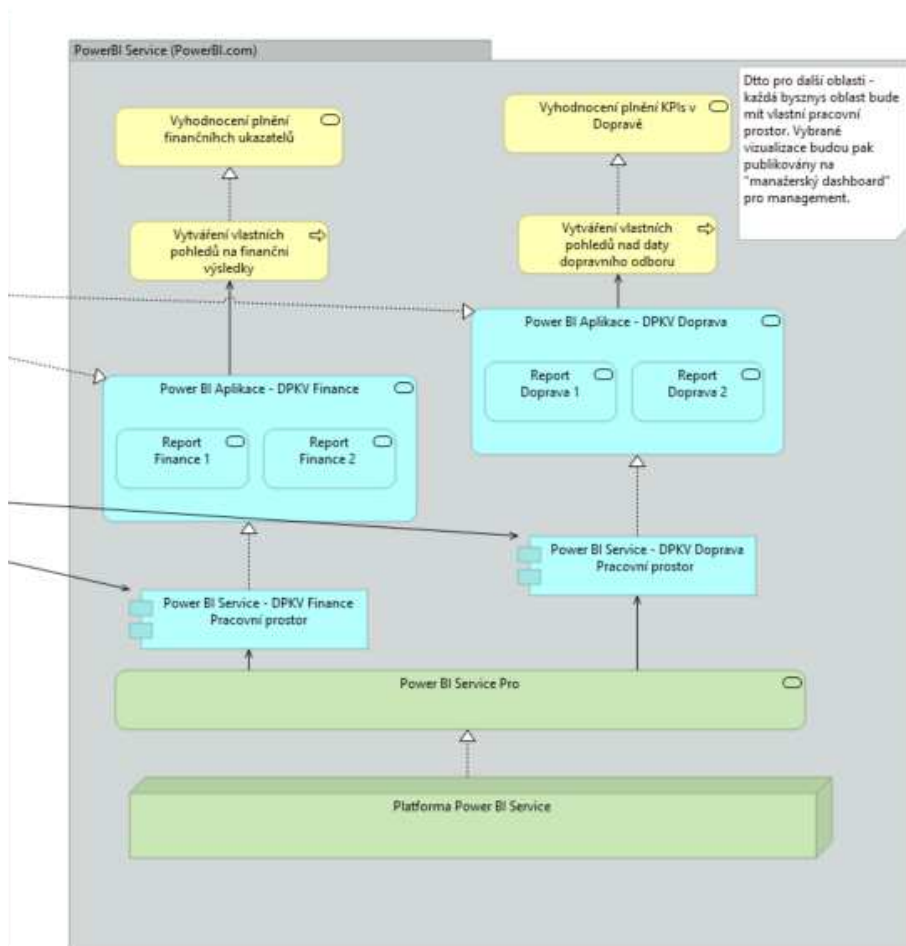 PowerBI Service (PowerBI.com)
Dtto pro další oblasti -
každá bysznys oblast bude
mít vlastní pracovní
prostor. Vybrané
vizualizace budou pak
publikovány na
"manažerský dashboard"
pro management.
Vyhodnocení plnění
finančníhch ukazatelů
Vyhodnocení plnění KPIs v
Dopravě
Vytváření vlastních
pohledů na finanční
výsledky
Vytváření vlastních
pohledů nad daty
dopravního odboru
Power BI Aplikace - DPKV Doprava
Report
Doprava 1
Report
Doprava 2
Power BI Aplikace - DPKV Finance
Report
Finance 1
Report
Finance 2
Power BI Service - DPKV Doprava
Pracovní prostor
Power BI Service - DPKV Finance
Pracovní prostor
Power BI Service Pro
Platforma Power BI Service